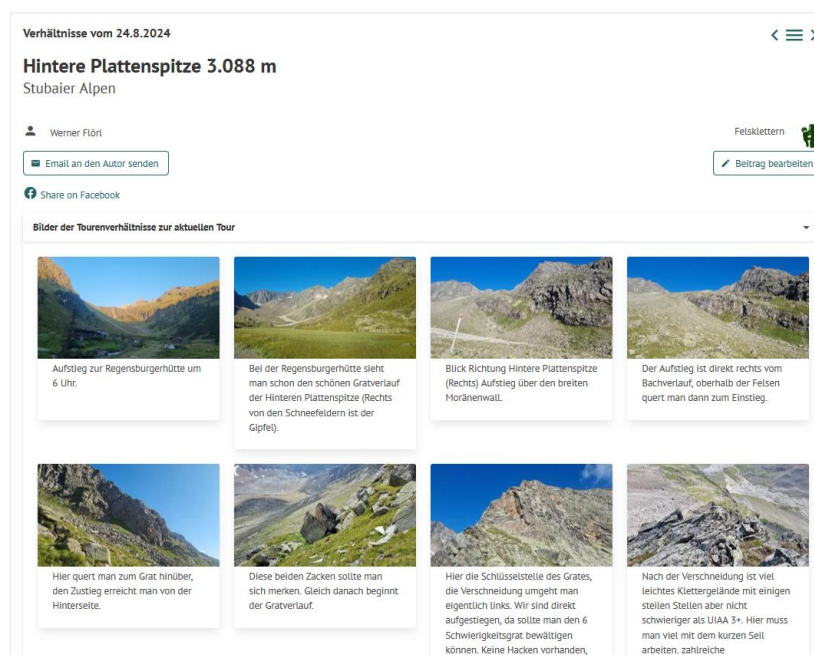 Verhältnisse vom 24.8.2024
Hintere Plattenspitze 3.088 m
Stubaier Alpen
Werner Flörl
Felsklettern
Email an den Autor senden
Beitrag bearbeiten
Share on Facebook
Bilder der Tourenverhältnisse zur aktuellen Tour
Aufstieg zur Regensburgerhütte um
6 Uhr.
Bei der Regensburgerhütte sieht
man schon den schönen Gratverlauf
der Hinteren Plattenspitze (Rechts
von den Schneefeldern ist der
Gipfel).
Blick Richtung Hintere Plattenspitze
(Rechts) Aufstieg über den breiten
Moränenwall.
Der Aufstieg ist direkt rechts vom
Bachverlauf, oberhalb der Felsen
quert man dann zum Einstieg.
Hier quert man zum Grat hinüber,
den Zustieg erreicht man von der
Hinterseite.
Diese beiden Zacken sollte man
sich merken. Gleich danach beginnt
der Gratverlauf.
Hier die Schlüsselstelle des Grates,
die Verschneidung umgeht man
eigentlich links. Wir sind direkt
aufgestiegen, da sollte man den 6
Schwierigkeitsgrat bewältigen
können. Keine Hacken vorhanden,
Nach der Verschneidung ist viel
leichtes Klettergelände mit einigen
steilen Stellen aber nicht
schwieriger als UIAA 3+. Hier muss
man viel mit dem kurzen Seil
arbeiten. zahlreiche